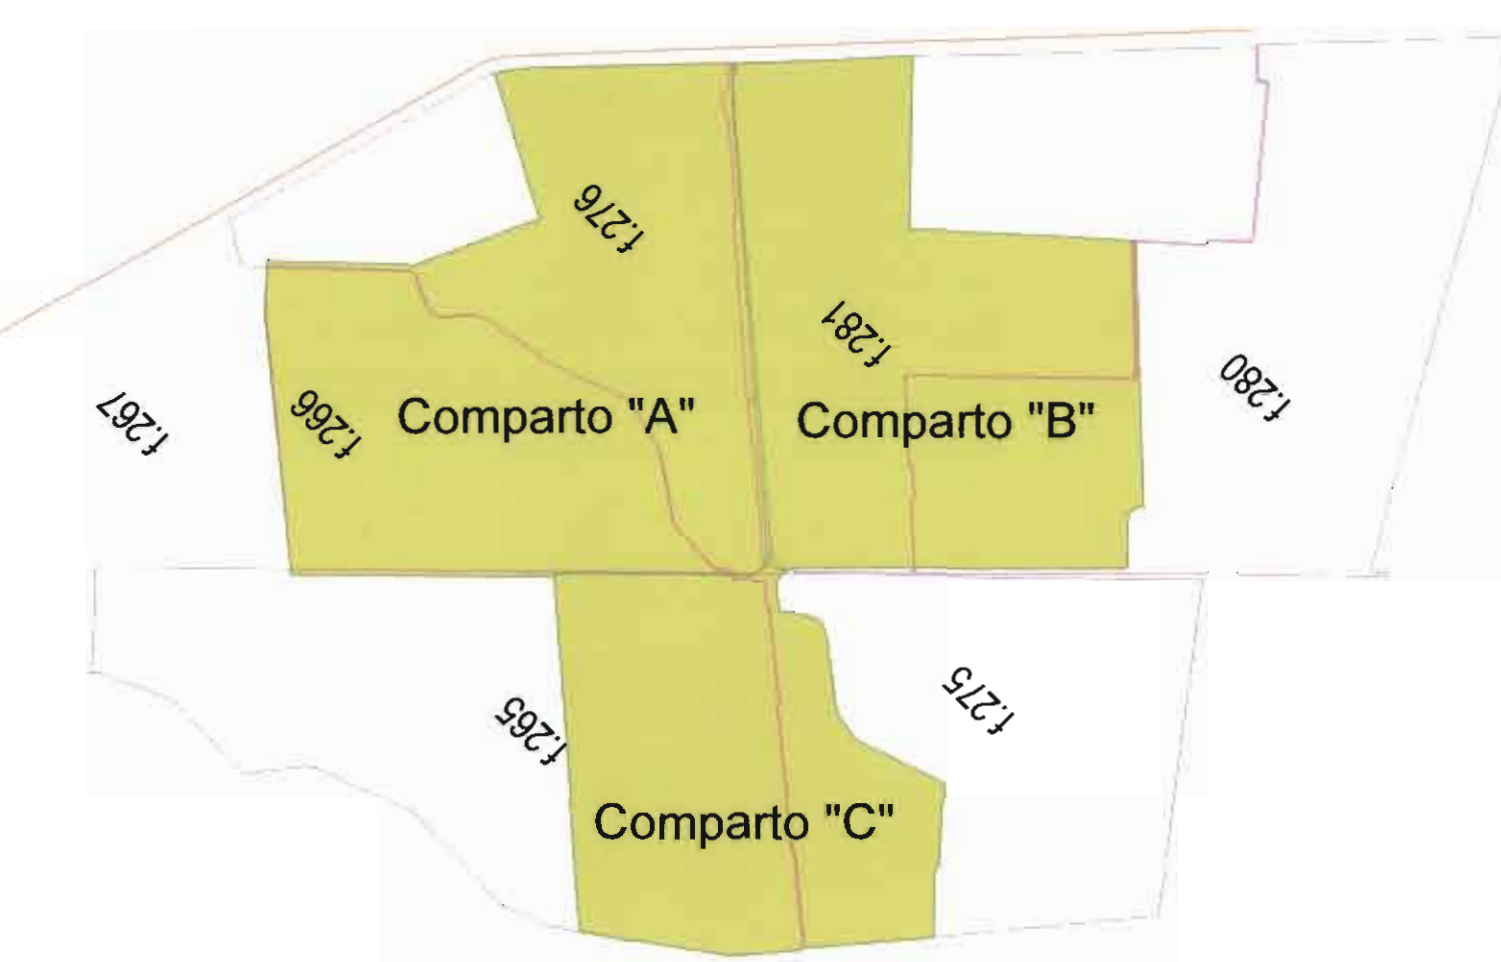 f.276
f.281
f.280
f.267
f.266
Comparto "A"
Comparto "B"
f.265
f.275
Comparto "C"